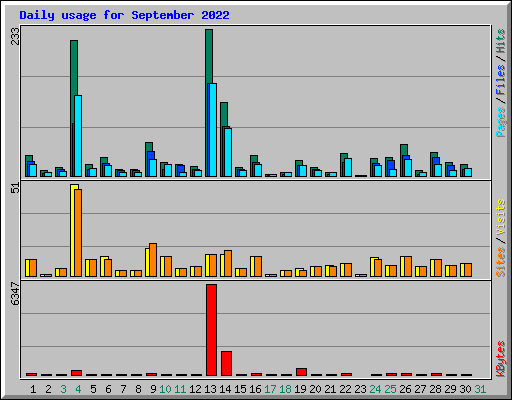 Daily usage for September 2022
233
Pages / Files / Hits
51
Sites / Visits
6347
KBytes
1 2 3 4 5 6 7 8 9 10 11 12 13 14 15 16 17 18 19 20 21 22 23 24 25 26 27 28 29 30 31